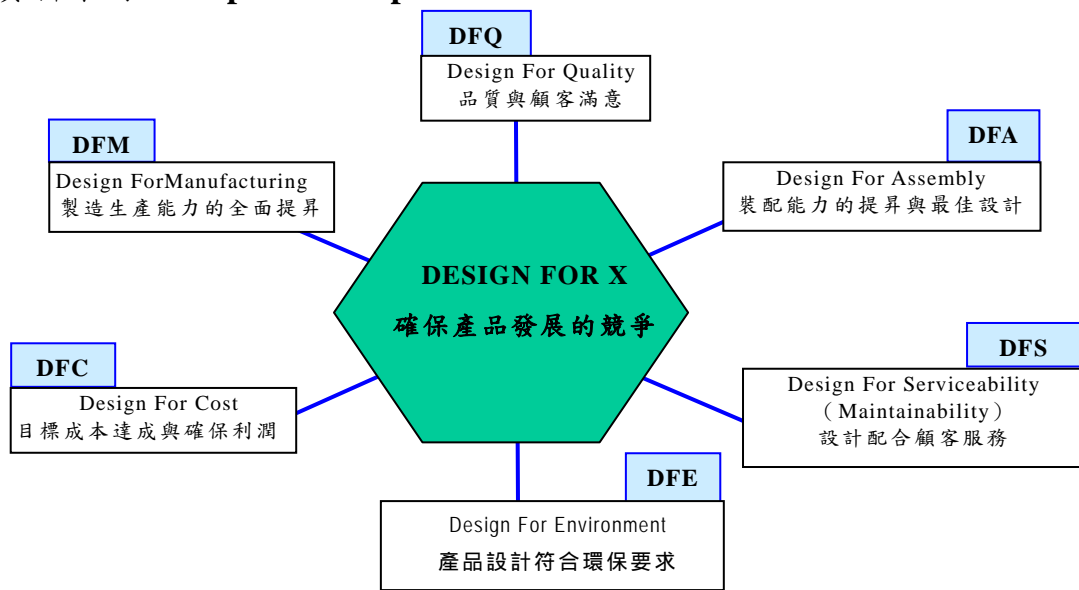 DFQ
Design For Quality
品質與顧客滿意
DFM
Design ForManufacturing
製造生產能力的全面提昇
DFA
Design For Assembly
裝配能力的提昇與最佳設計
DESIGN FOR X
確保產品發展的競爭
DFC
Design For Cost
目標成本達成與確保利潤
DFS
Design For Serviceability
（Maintainability）
設計配合顧客服務
DFE
Design For Environment
產品設計符合環保要求